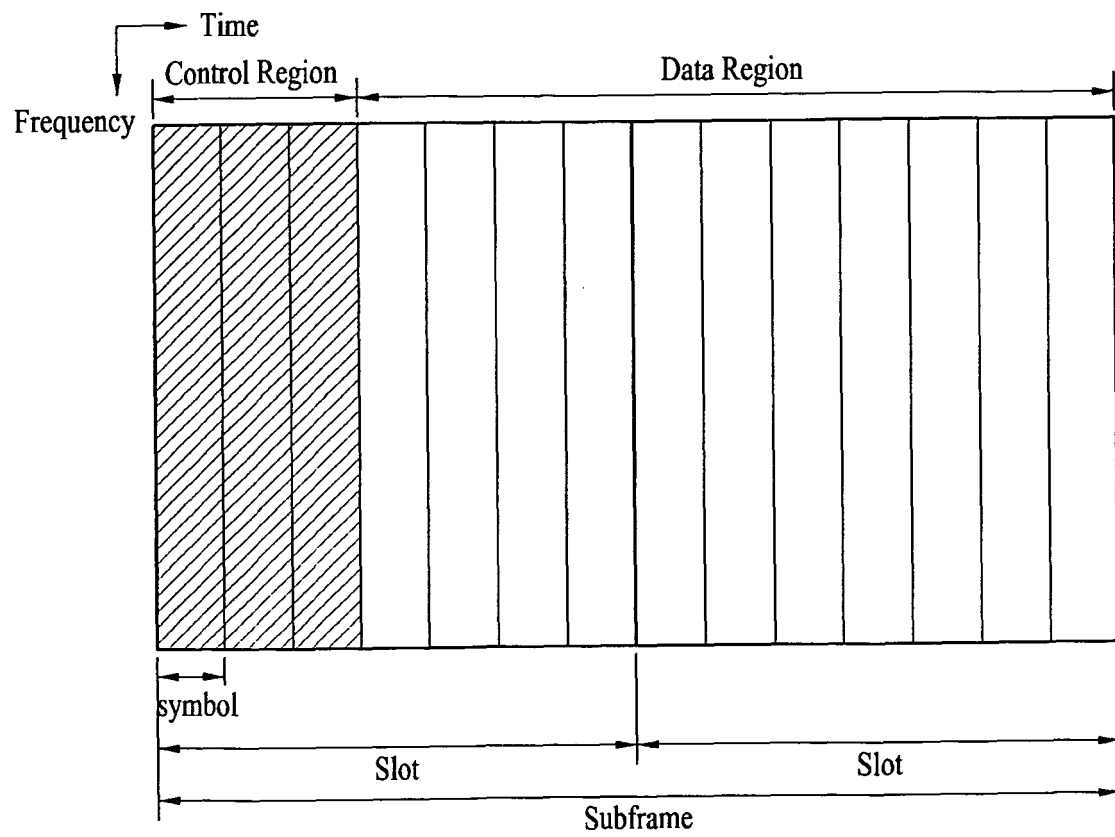 Time
Control Region
Data Region
Frequency
symbol
Slot
Slot
Subframe